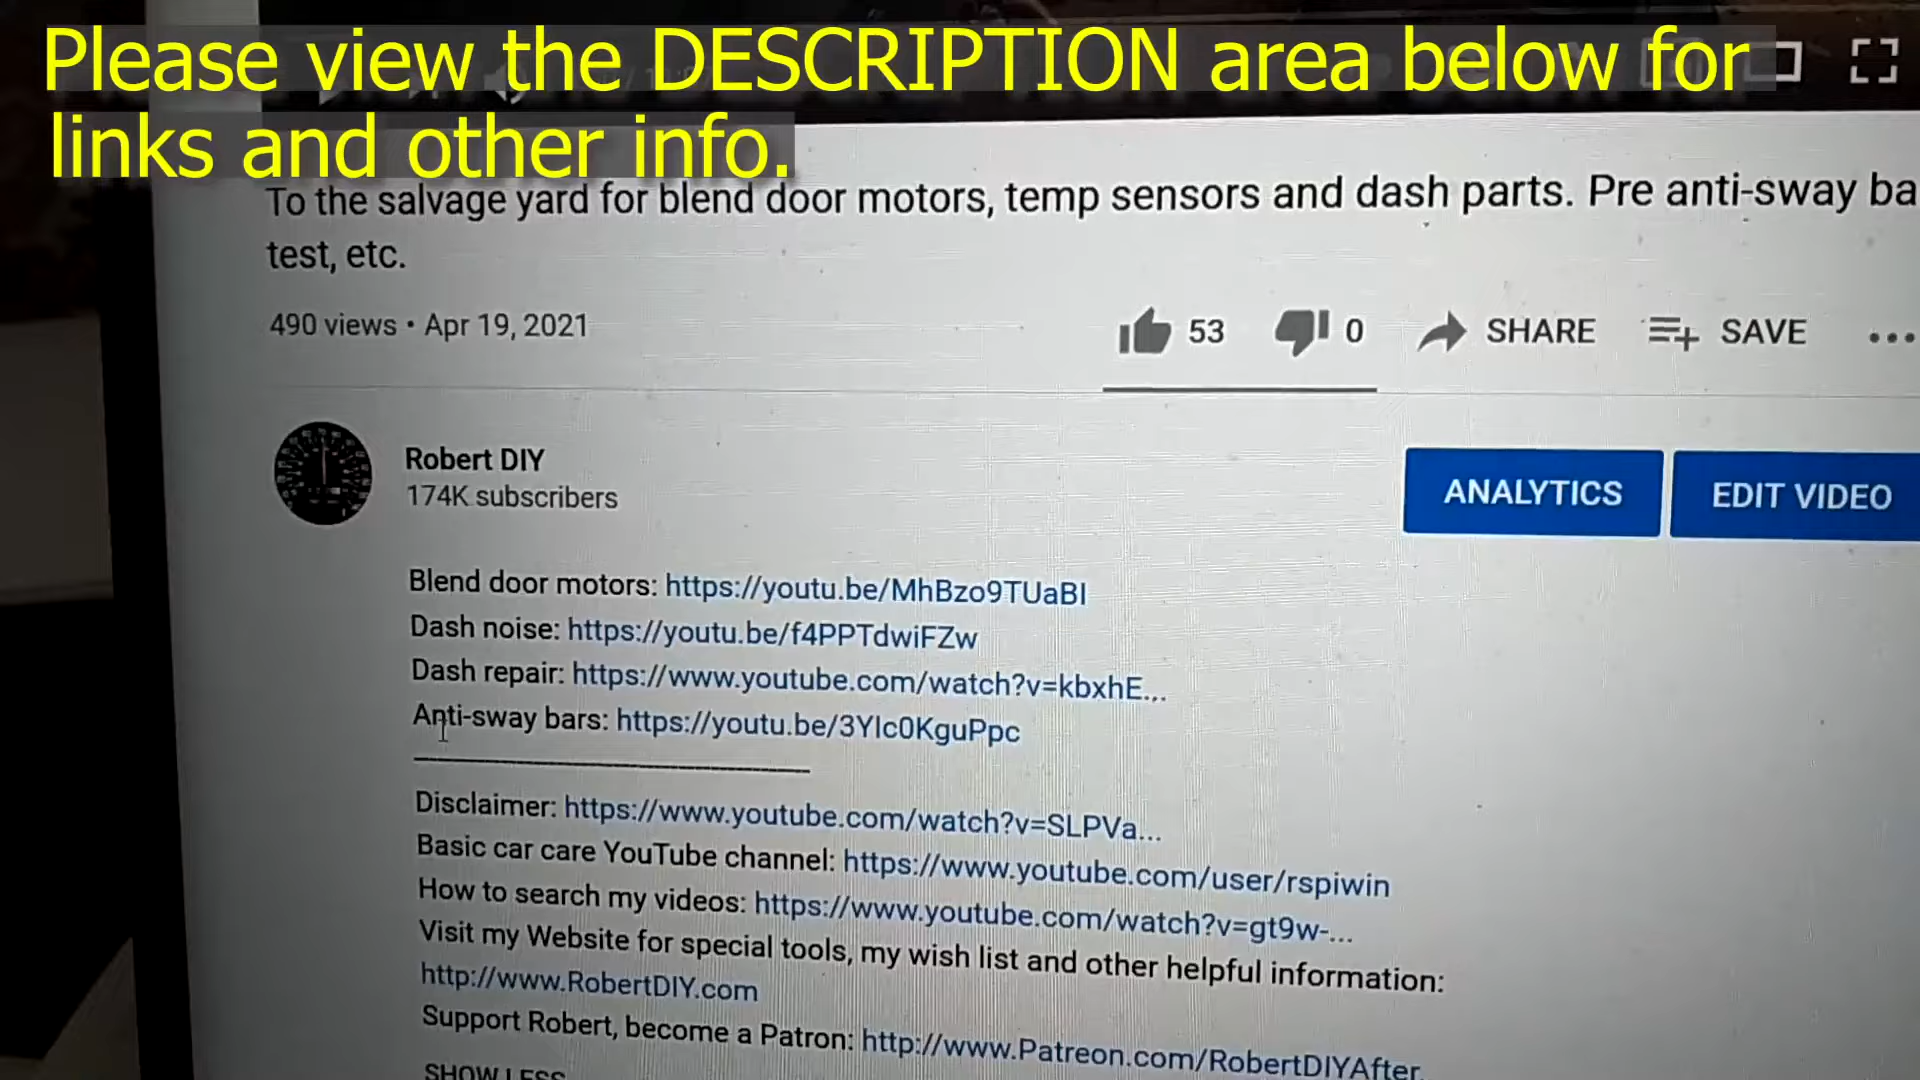 Please view the DESCRIPTION area below for
links and other info.
To the salvage yard for blend door motors, temp sensors and dash parts. Pre anti-sway ba
test, etc.
490 views • Apr 19, 2021
53
0
SHARE
SAVE
Robert DIY
174K subscribers
ANALYTICS
EDIT VIDEO
Blend door motors: https://youtu.be/MhBzo9TUaBI
Dash noise: https://youtu.be/f4PPTdwiFZw
Dash repair: https://www.youtube.com/watch?v=kbxhE...
Anti-sway bars: https://youtu.be/3YIc0KguPpc
Disclaimer: https://www.youtube.com/watch?v=SLPVa...
Basic car care YouTube channel: https://www.youtube.com/user/rspiwin
How to search my videos: https://www.youtube.com/watch?v=gt9w-...
Visit my Website for special tools, my wish list and other helpful information:
http://www.RobertDIY.com
Support Robert, become a Patron: http://www.Patreon.com/RobertDIYAfter.
SHOW LESS